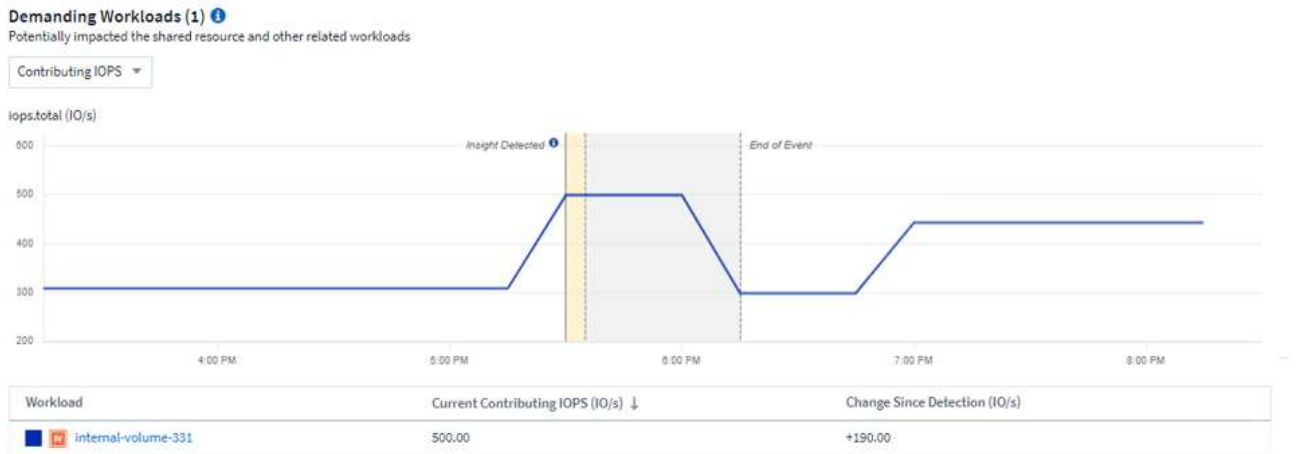 Demanding Workloads (1)
Potentially impacted the shared resource and other related workloads
Contributing IOPS
iops.total (IO/s)
600
Insight Detected
End of Event
500
400
300
200
4:00 PM
5:00 PM
6:00 PM
7:00 PM
8:00 PM
Workload
Current Contributing IOPS (IO/s) ↓
Change Since Detection (IO/s)
IV
internal-volume-331
500.00
+190.00